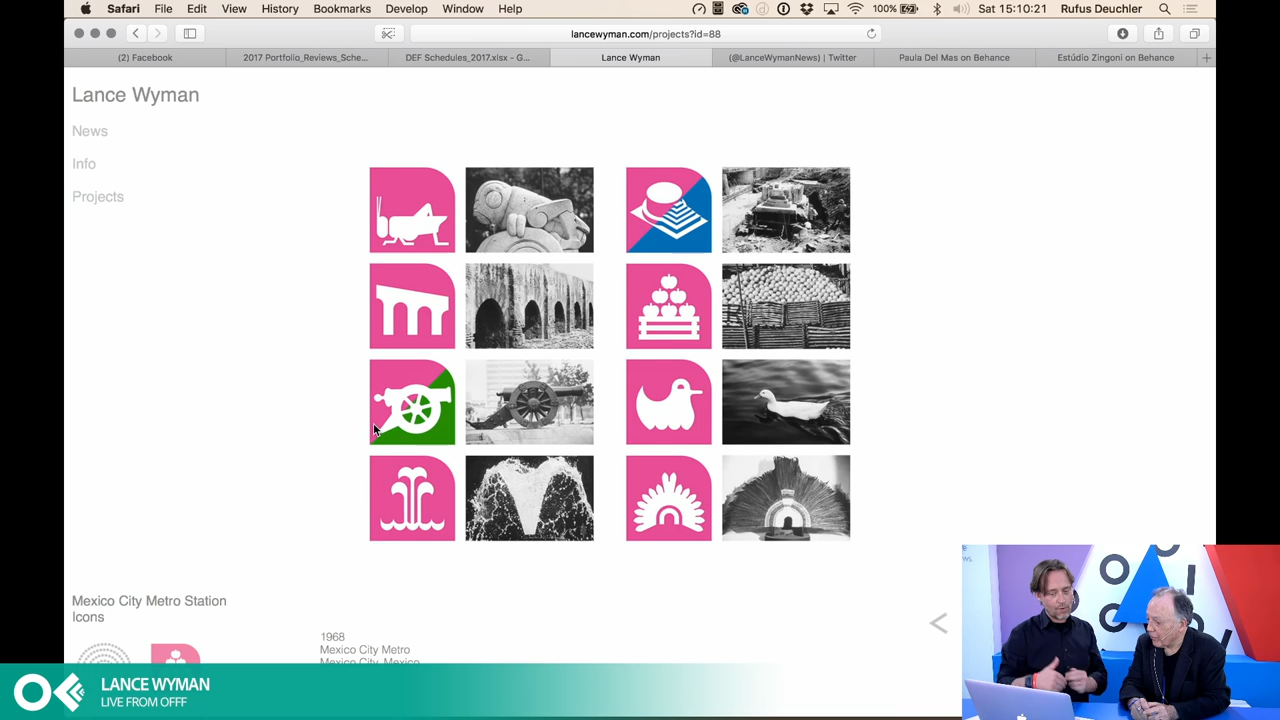 Safari File Edit View History Bookmarks Develop Window Help 100% Sat 15:10:21 Rufus Deuchler
lancewyman.com/projects?id=88
(2) Facebook 2017 Portfolio_Reviews_Sche... DEF Schedules_2017.xlsx - G... Lance Wyman (@LanceWymanNews) | Twitter Paula Del Mas on Behance Estúdio Zingoni on Behance
Lance Wyman
News
Info
Projects
Mexico City Metro Station
Icons
1968
Mexico City Metro
Mexico City, Mexico
LANCE WYMAN
LIVE FROM OFFF